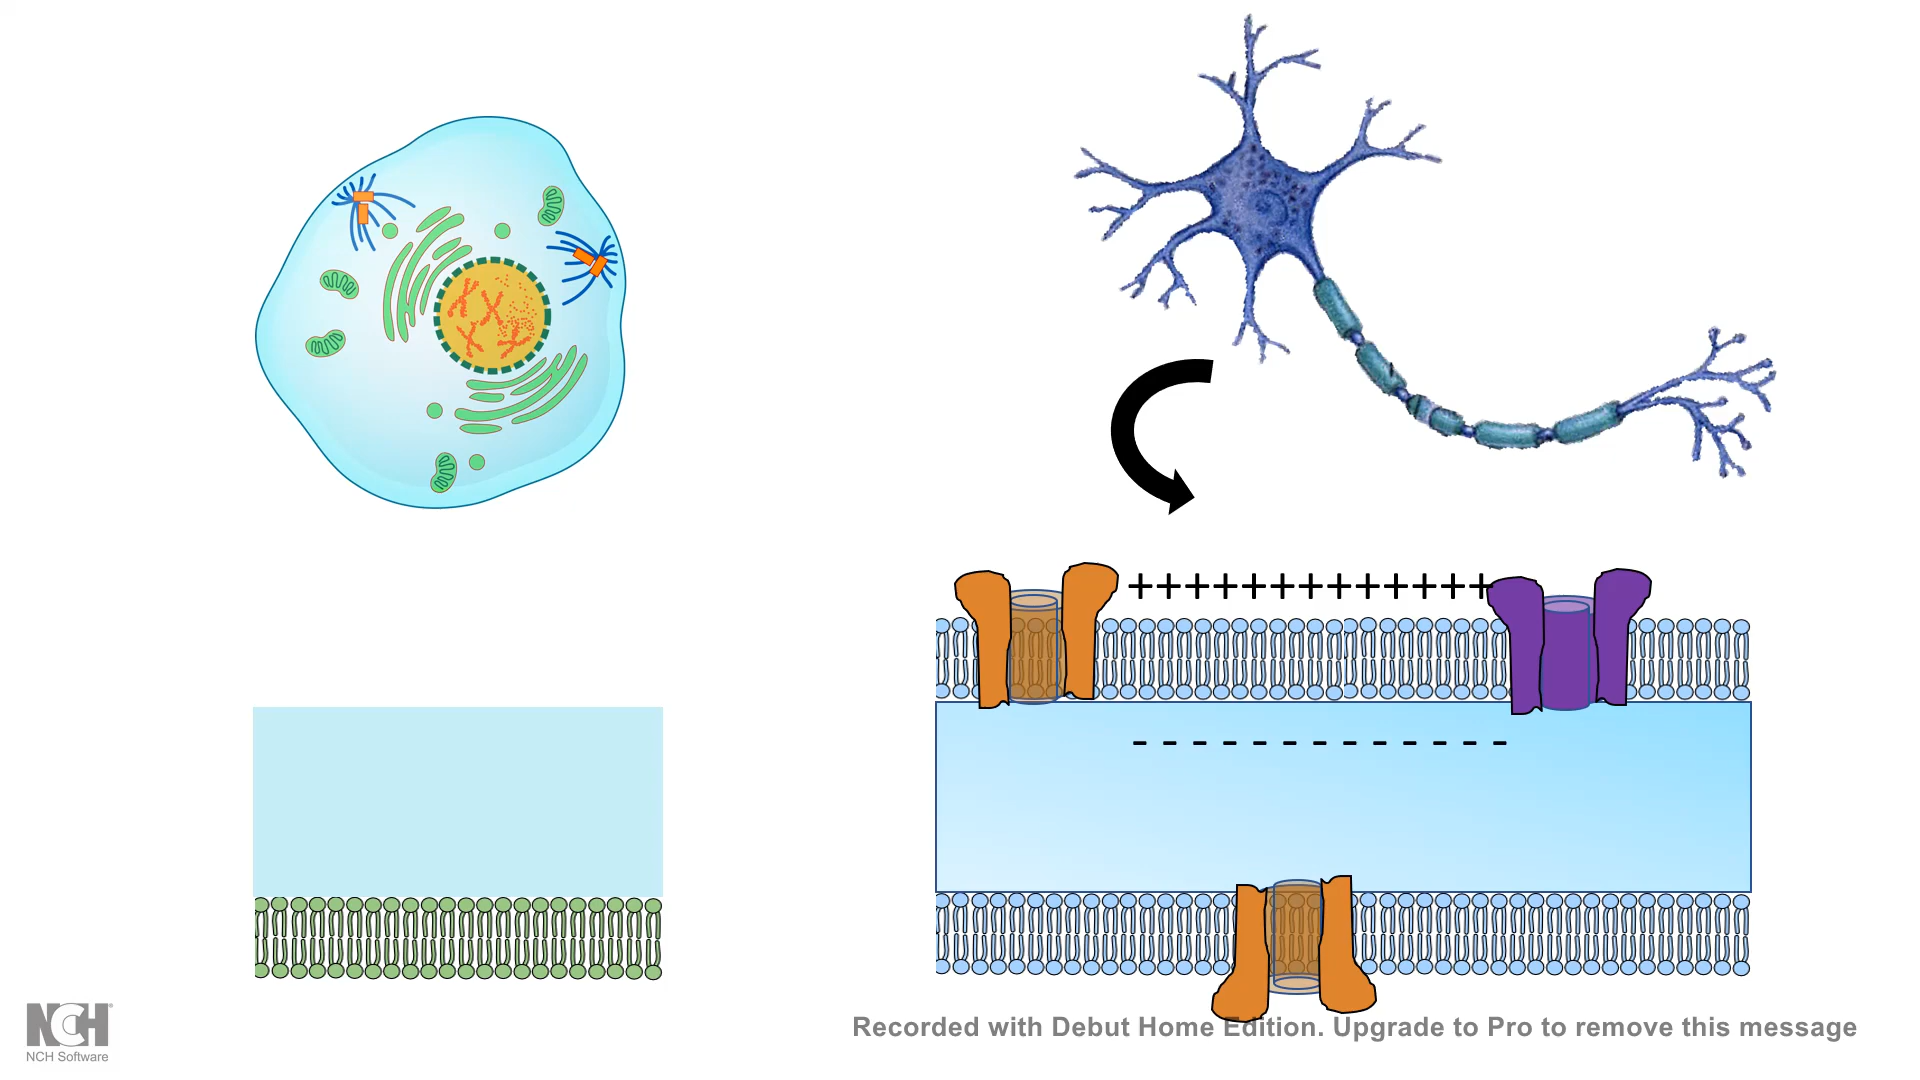 +++++++++++++
- - - - - - - - - - - - -
NCH®
NCH Software
Recorded with Debut Home Edition. Upgrade to Pro to remove this message